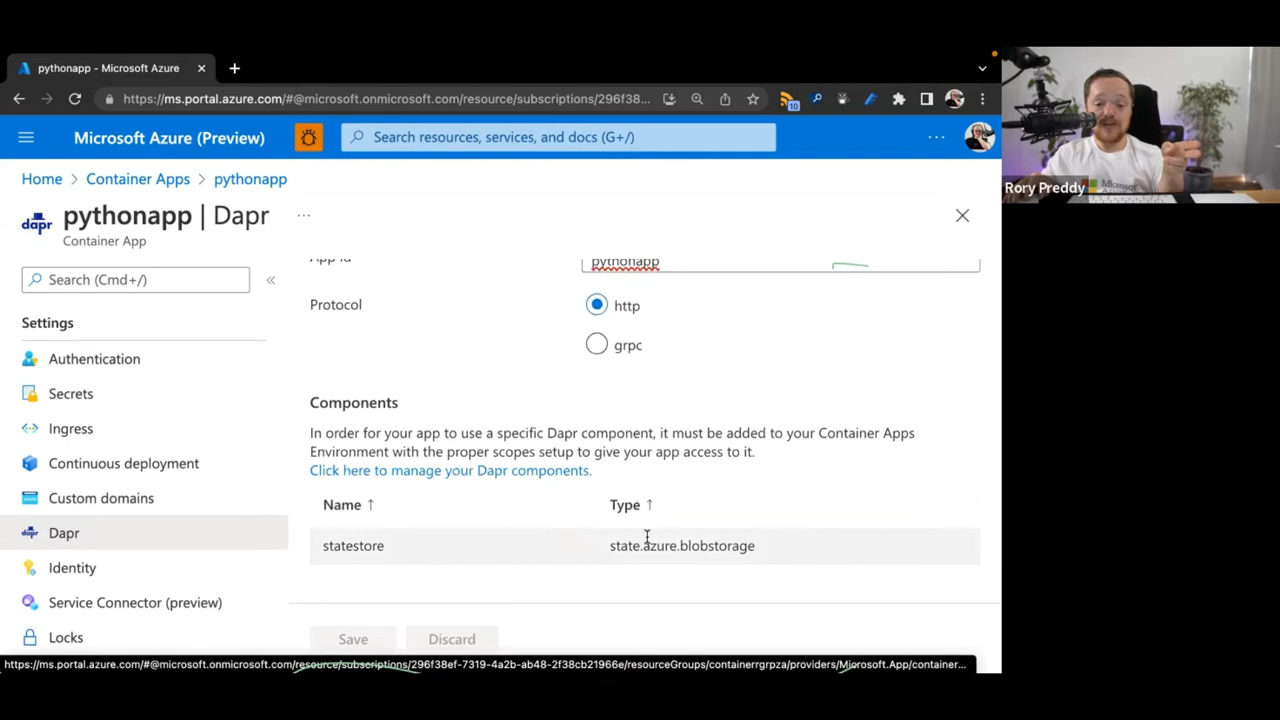 pythonapp - Microsoft Azure
https://ms.portal.azure.com/#@microsoft.onmicrosoft.com/resource/subscriptions/296f38...
10
Microsoft Azure (Preview)
Search resources, services, and docs (G+/)
Home > Container Apps > pythonapp
dapr
pythonapp | Dapr
Container App
Search (Cmd+/)
Settings
Authentication
Secrets
Ingress
Continuous deployment
Custom domains
dapr Dapr
Identity
Service Connector (preview)
Locks
App id
pythonapp
Protocol
http
grpc
Components
In order for your app to use a specific Dapr component, it must be added to your Container Apps
Environment with the proper scopes setup to give your app access to it.
Click here to manage your Dapr components.
Name ↑ Type ↑
statestore state.azure.blobstorage
Save Discard
https://ms.portal.azure.com/#@microsoft.onmicrosoft.com/resource/subscriptions/296f38ef-7319-4a2b-ab48-2f38cb21966e/resourceGroups/containerrgrpza/providers/Microsoft.App/container...
Rory Preddy
Microsoft